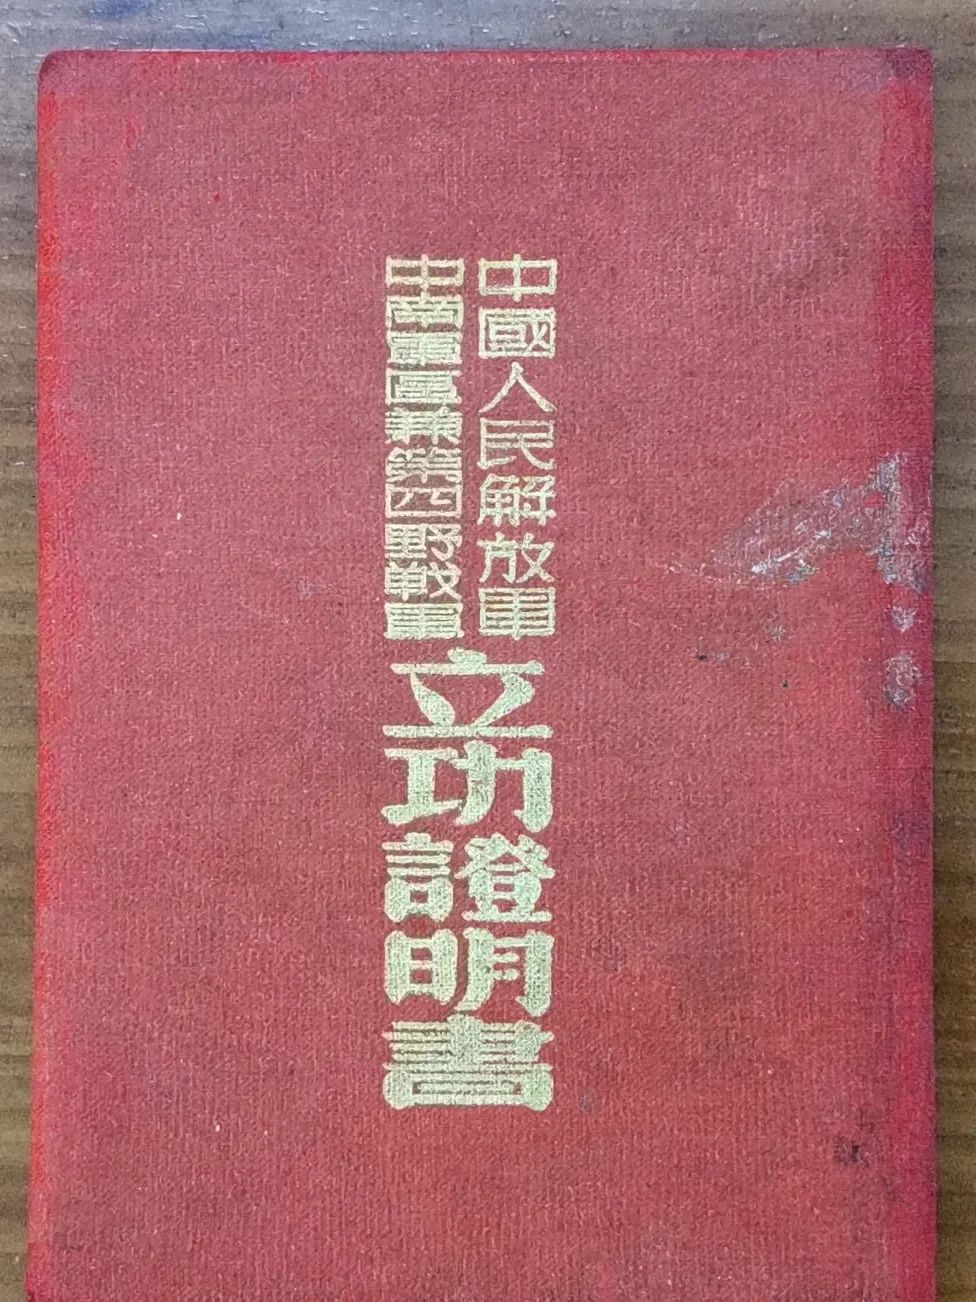 中國人民解放軍
中南軍區兼第四野戰軍
立功證明書